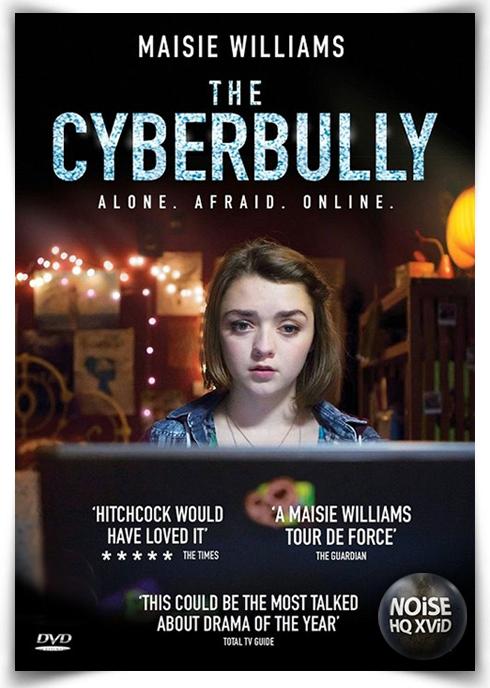 MAISIE WILLIAMS
THE
CYBERBULLY
ALONE. AFRAID. ONLINE.
'HITCHCOCK WOULD
HAVE LOVED IT'
★★★★★ THE TIMES
'A MAISIE WILLIAMS
TOUR DE FORCE'
THE GUARDIAN
'THIS COULD BE THE MOST TALKED
ABOUT DRAMA OF THE YEAR'
TOTAL TV GUIDE
NOiSE
HQ XViD
DVD